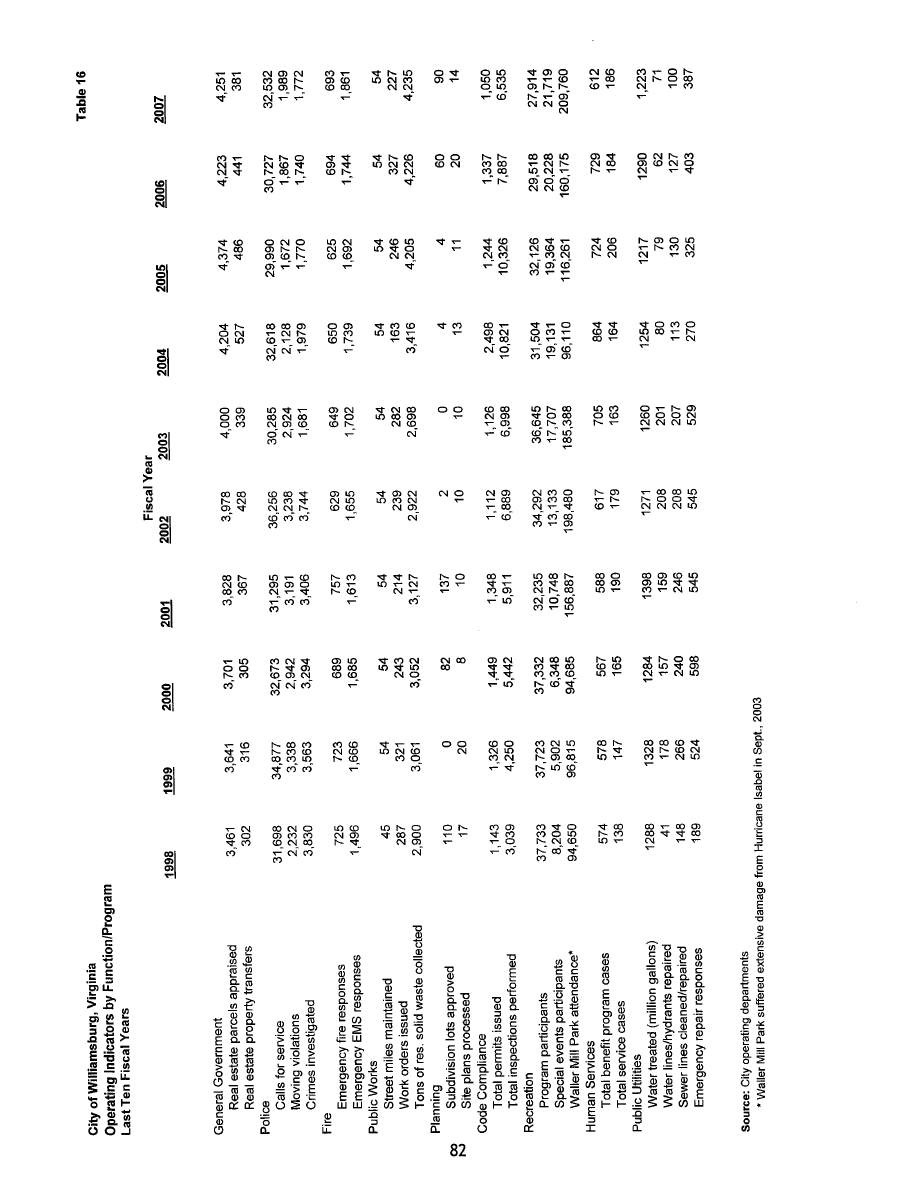 Table 16
City of Williamsburg, Virginia
Operating Indicators by Function/Program
Last Ten Fiscal Years
Fiscal Year
1998 1999 2000 2001 2002 2003 2004 2005 2006 2007
General Government
Real estate parcels appraised 3,461 3,641 3,701 3,828 3,978 4,000 4,204 4,374 4,223 4,251
Real estate property transfers 302 316 305 367 428 339 527 486 441 381
Police
Calls for service 31,698 34,877 32,673 31,295 36,256 30,285 32,618 29,990 30,727 32,532
Moving violations 2,232 3,338 2,942 3,191 3,238 2,924 2,128 1,672 1,867 1,989
Crimes investigated 3,830 3,563 3,294 3,406 3,744 1,681 1,979 1,770 1,740 1,772
Fire
Emergency fire responses 725 723 689 757 629 649 650 625 694 693
Emergency EMS responses 1,496 1,666 1,685 1,613 1,655 1,702 1,739 1,692 1,744 1,861
Public Works
Street miles maintained 45 54 54 54 54 54 54 54 54 54
Work orders issued 287 321 243 214 239 282 163 246 327 227
Tons of res. solid waste collected 2,900 3,061 3,052 3,127 2,922 2,698 3,416 4,205 4,226 4,235
Planning
Subdivision lots approved 110 0 82 137 2 0 4 4 60 90
Site plans processed 17 20 8 10 10 10 13 11 20 14
Code Compliance
Total permits issued 1,143 1,326 1,449 1,348 1,112 1,126 2,498 1,244 1,337 1,050
Total inspections performed 3,039 4,250 5,442 5,911 6,889 6,998 10,821 10,326 7,887 6,535
Recreation
Program participants 37,733 37,723 37,332 32,235 34,292 36,645 31,504 32,126 29,518 27,914
Special events participants 8,204 5,902 6,348 10,748 13,133 17,707 19,131 19,364 20,228 21,719
Waller Mill Park attendance* 94,650 96,815 94,685 156,887 198,480 185,388 96,110 116,261 160,175 209,760
Human Services
Total benefit program cases 574 578 567 588 617 705 864 724 729 612
Total service cases 138 147 165 190 179 163 164 206 184 186
Public Utilities
Water treated (million gallons) 1288 1328 1284 1398 1271 1260 1254 1217 1290 1,223
Water lines/hydrants repaired 41 178 157 159 208 201 80 79 62 71
Sewer lines cleaned/repaired 148 266 240 246 208 207 113 130 127 100
Emergency repair responses 189 524 598 545 545 529 270 325 403 387
Source: City operating departments
* Waller Mill Park suffered extensive damage from Hurricane Isabel in Sept., 2003
82